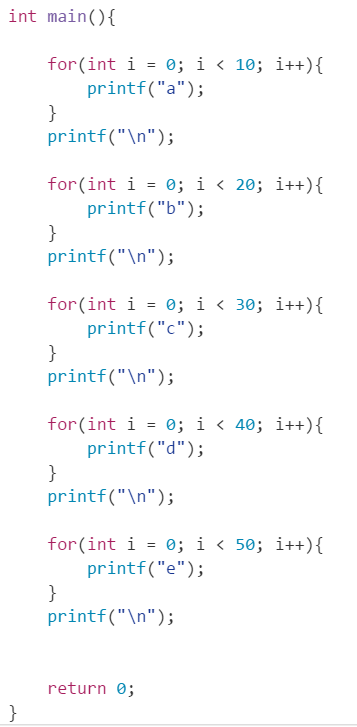 int main(){
for(int i = 0; i < 10; i++){
printf("a");
}
printf("\n");
for(int i = 0; i < 20; i++){
printf("b");
}
printf("\n");
for(int i = 0; i < 30; i++){
printf("c");
}
printf("\n");
for(int i = 0; i < 40; i++){
printf("d");
}
printf("\n");
for(int i = 0; i < 50; i++){
printf("e");
}
printf("\n");
return 0;
}